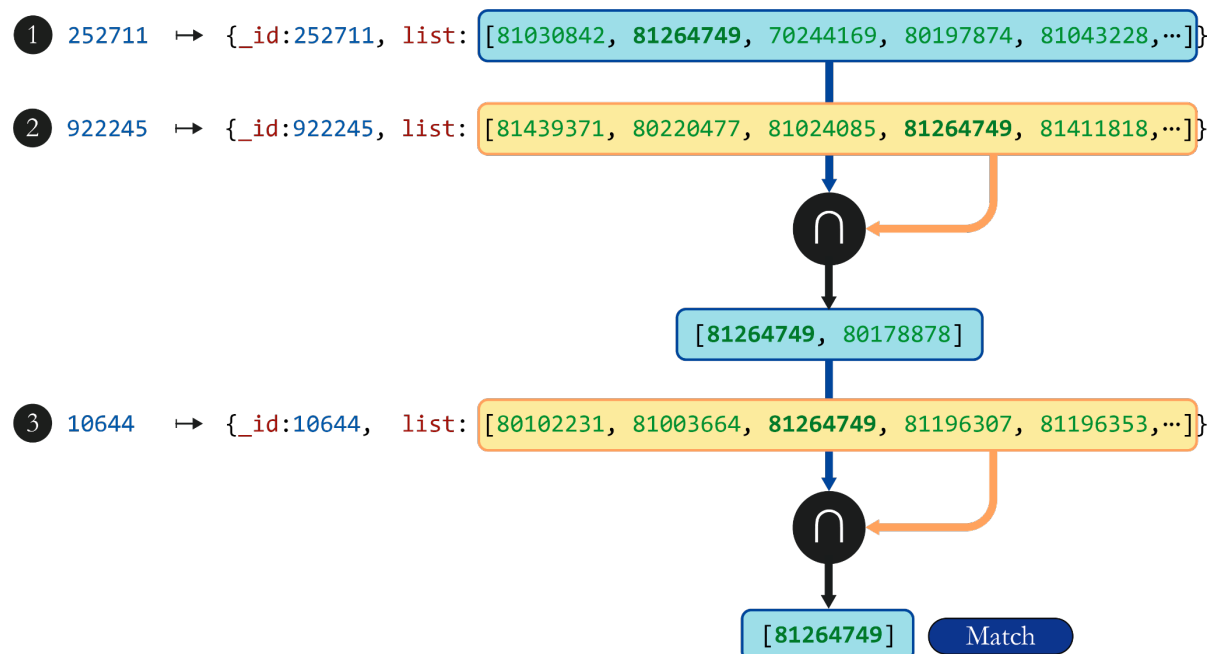 1 252711 ↦ {_id:252711, list: [81030842, 81264749, 70244169, 80197874, 81043228,⋯]}
2 922245 ↦ {_id:922245, list: [81439371, 80220477, 81024085, 81264749, 81411818,⋯]}
∩
[81264749, 80178878]
3 10644 ↦ {_id:10644, list: [80102231, 81003664, 81264749, 81196307, 81196353,⋯]}
∩
[81264749] Match